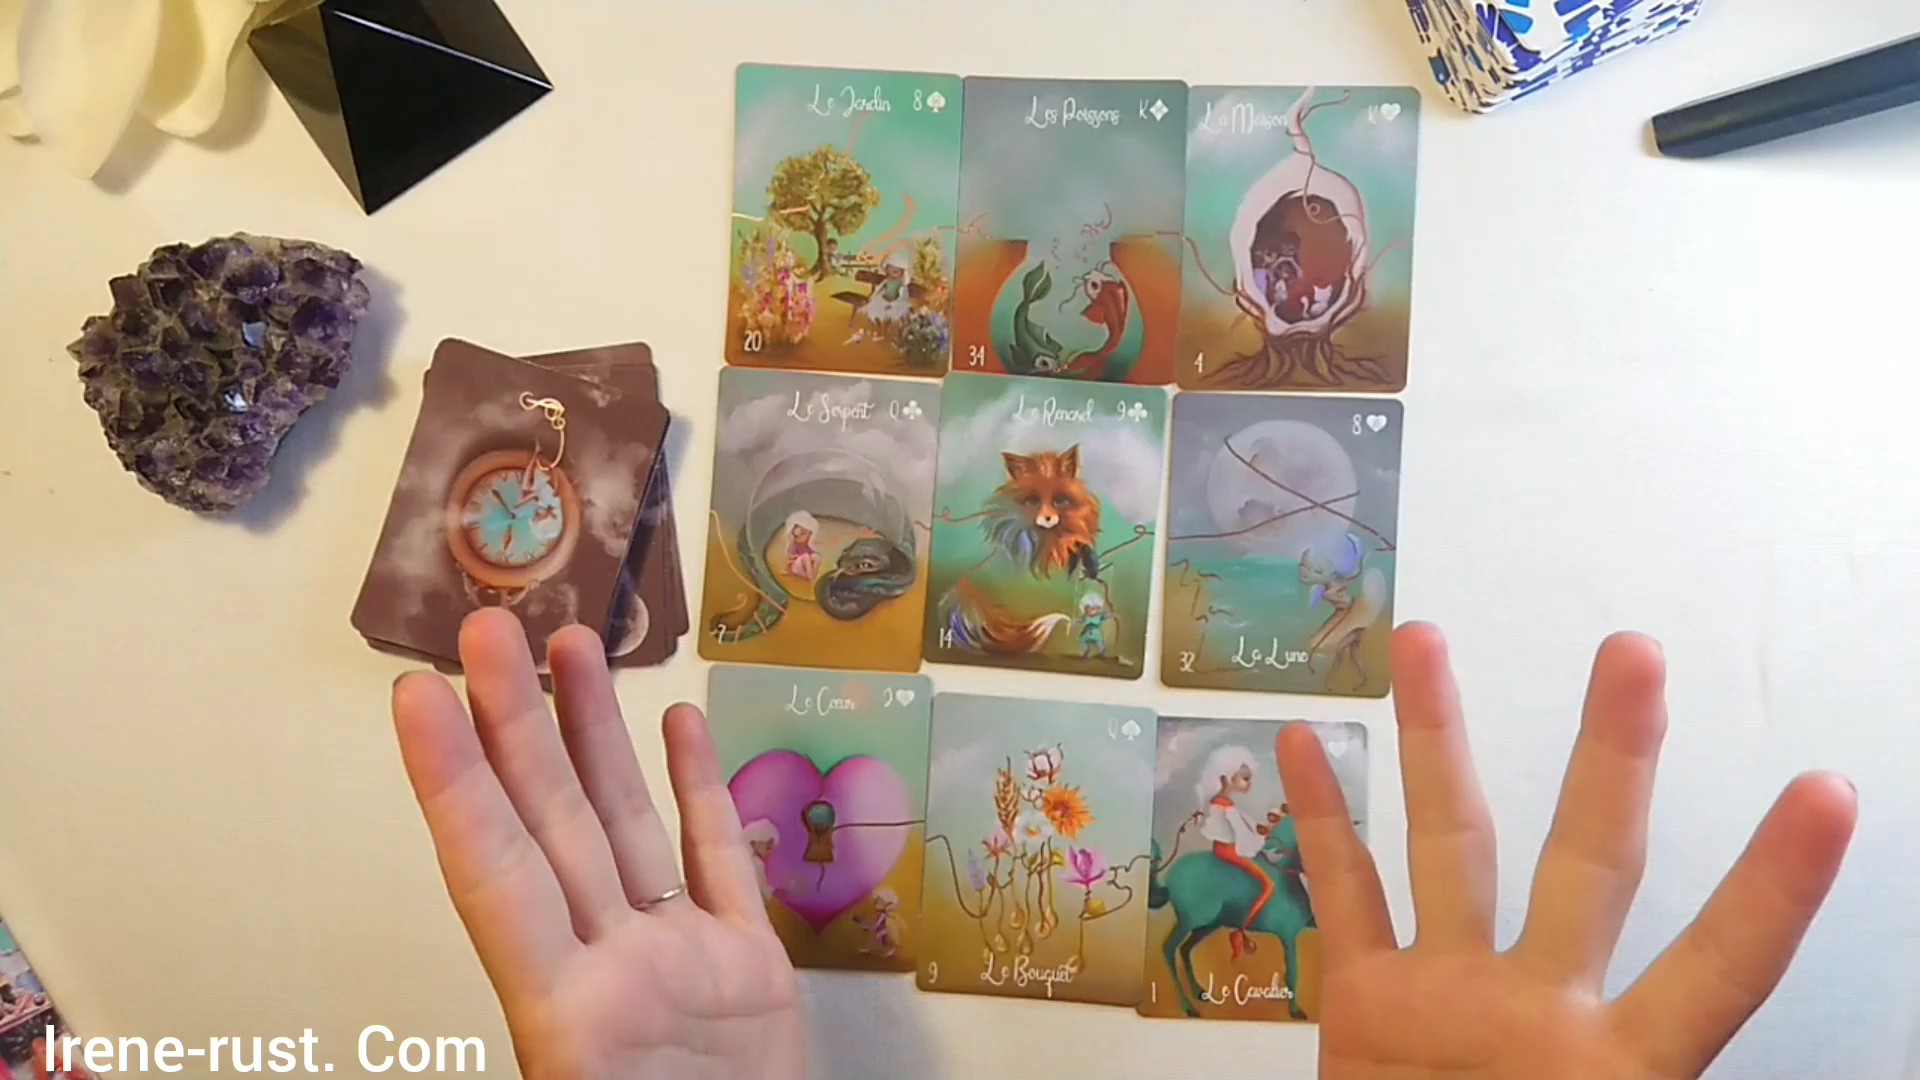 Le Jardin 8
20
Les Poissons K
34
La Maison K
4
Le Serpent Q
7
Le Renard 9
14
8
32 La Lune
Le Cœur J
Q
9 Le Bouquet
1 Le Cavalier
Irene-rust. Com